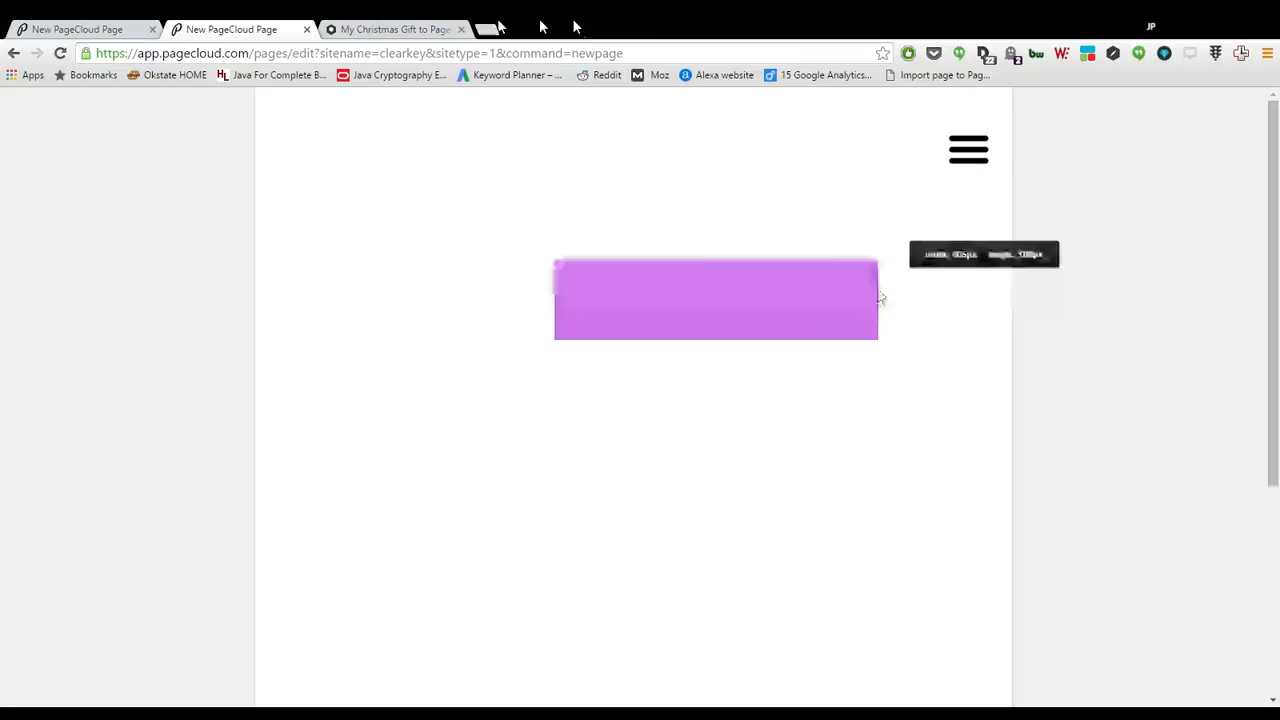 JP
New PageCloud Page
New PageCloud Page
My Christmas Gift to Page
https://app.pagecloud.com/pages/edit?sitename=clearkey&sitetype=1&command=newpage
Apps Bookmarks Okstate HOME Java For Complete B... Java Cryptography E... Keyword Planner – ... Reddit Moz Alexa website 15 Google Analytics... Import page to Pag...